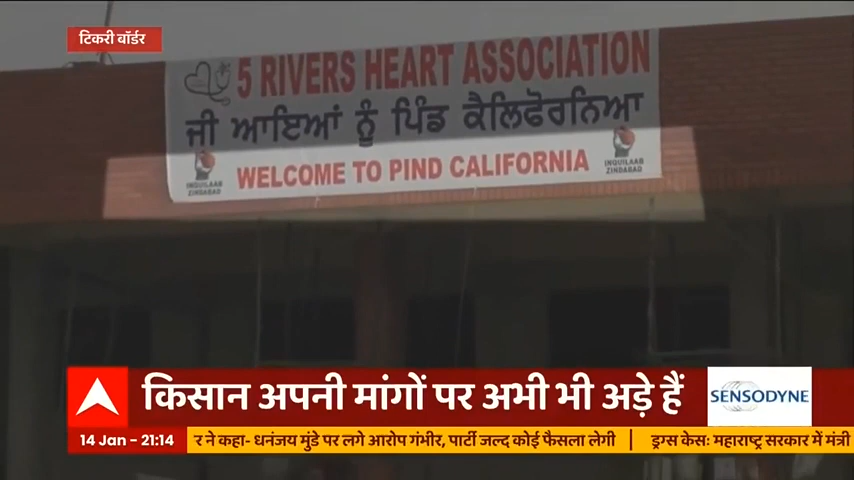 टिकरी बॉर्डर
5 RIVERS HEART ASSOCIATION
ਜੀ ਆਇਆਂ ਨੂੰ ਪਿੰਡ ਕੈਲਿਫੋਰਨਿਆ
WELCOME TO PIND CALIFORNIA
INQUILAAB
ZINDABAD
INQUILAAB
ZINDABAD
किसान अपनी मांगों पर अभी भी अड़े हैं
SENSODYNE
14 Jan - 21:14
र ने कहा- धनंजय मुंडे पर लगे आरोप गंभीर, पार्टी जल्द कोई फैसला लेगी | ड्रग्स केसः महाराष्ट्र सरकार में मंत्री